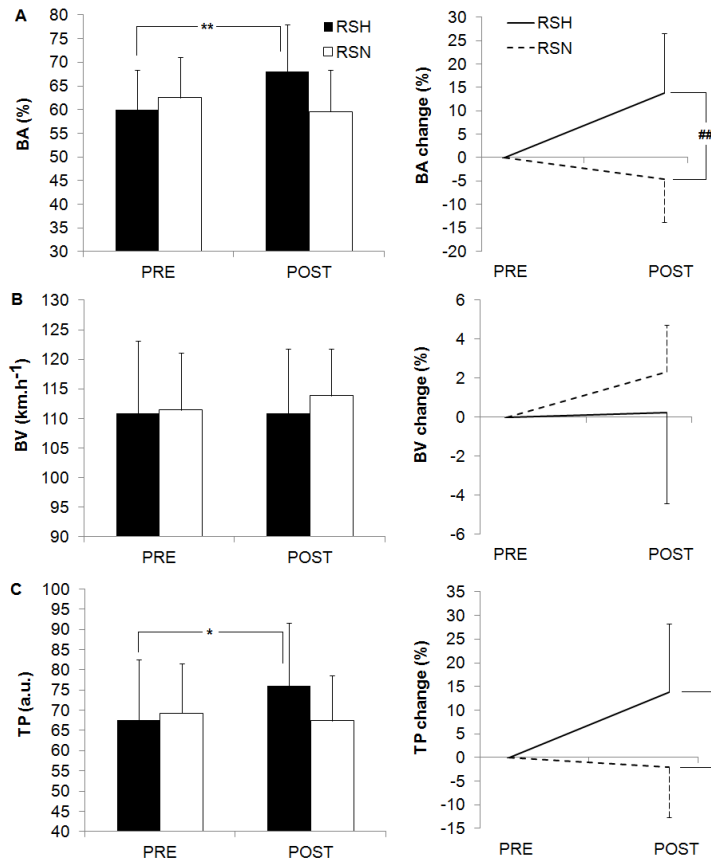 A
80
75
70
65
60
55
50
45
40
35
30
BA (%)
**
RSH
RSN
PRE
POST
30
25
20
15
10
5
0
-5
-10
-15
-20
BA change (%)
RSH
RSN
##
PRE
POST
B
130
125
120
115
110
105
100
95
90
BV (km.h-1)
PRE
POST
6
4
2
0
-2
-4
-6
BV change (%)
PRE
POST
C
100
95
90
85
80
75
70
65
60
55
50
45
40
TP (a.u.)
*
PRE
POST
35
30
25
20
15
10
5
0
-5
-10
-15
TP change (%)
PRE
POST